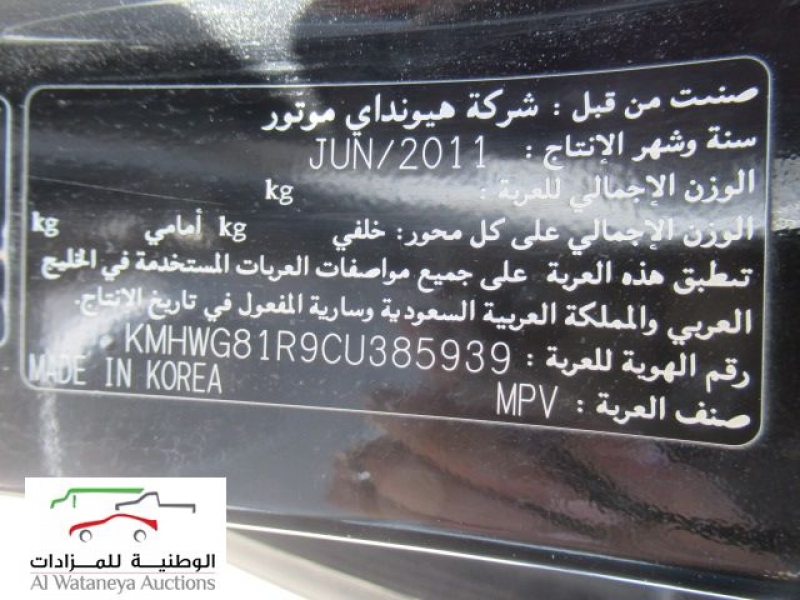 صنعت من قبل : شركة هيونداي موتور
سنة وشهر الإنتاج : JUN/2011
الوزن الإجمالي للعربة : kg
الوزن الإجمالي على كل محور: خلفي kg أمامي kg
تنطبق هذه العربة على جميع مواصفات العربات المستخدمة في الخليج
العربي والمملكة العربية السعودية وسارية المفعول في تاريخ الانتاج.
رقم الهوية للعربة : KMHWG81R9CU385939
صنف العربة : MPV
MADE IN KOREA
الوطنية للمزادات
Al Wataneya Auctions